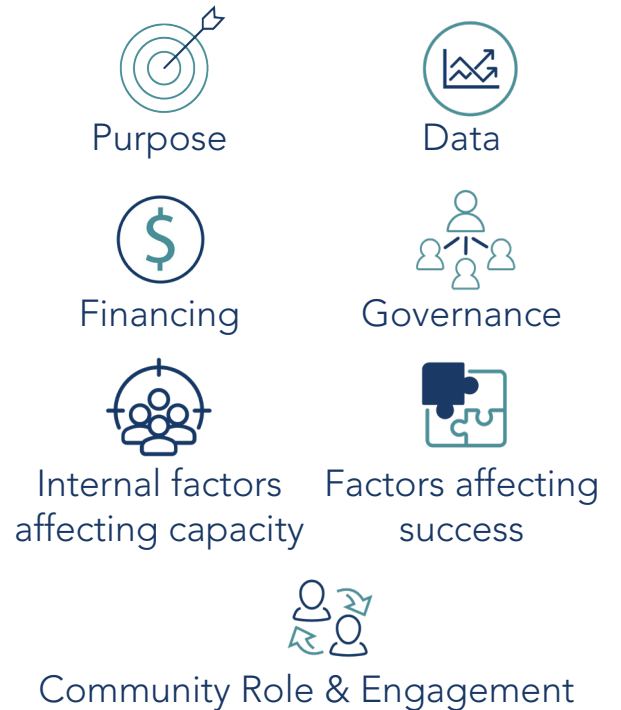 Purpose
Data
$
Financing
Governance
Internal factors
affecting capacity
Factors affecting
success
Community Role & Engagement